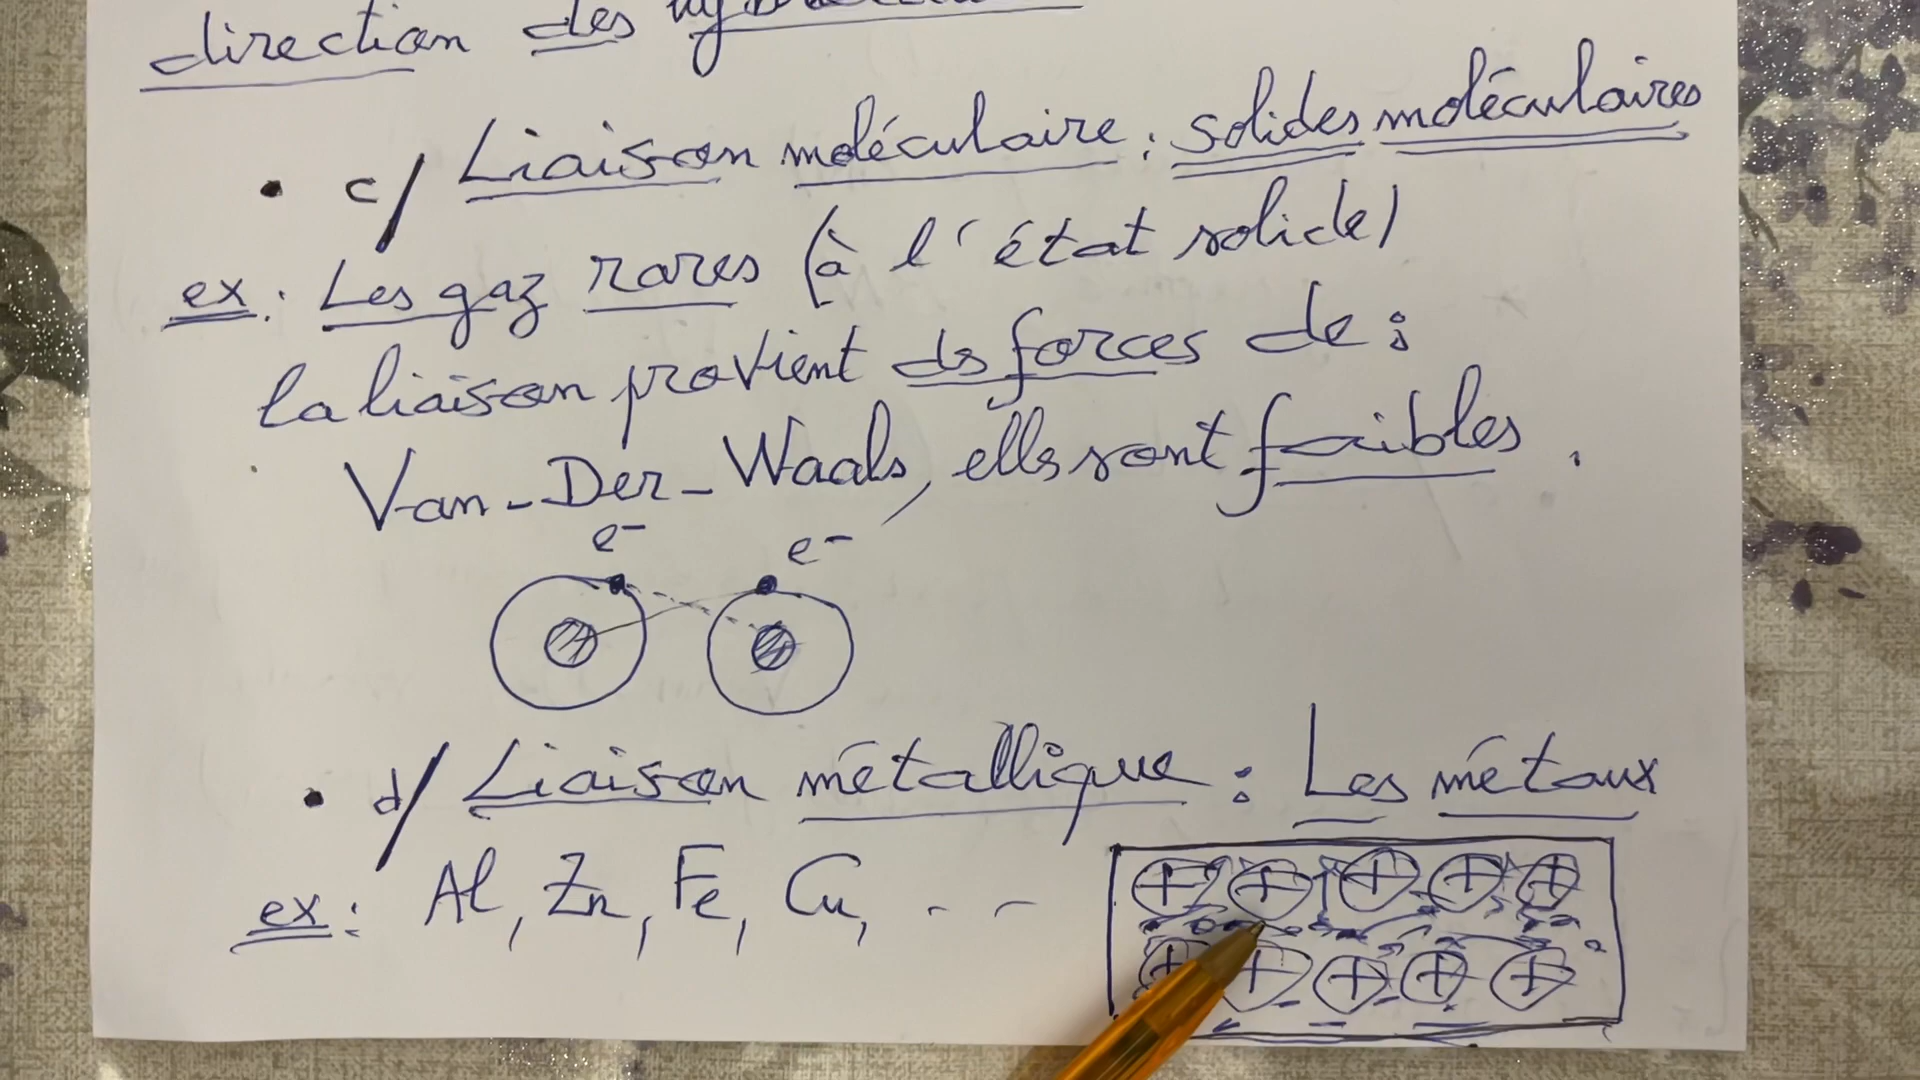 direction des
• c/ Liaison moléculaire : solides moléculaires
ex : Les gaz rares (à l'état solide)
la liaison provient ds forces de :
Van-Der-Waals, elles sont faibles.
e- e-
• d/ Liaison métallique : Les métaux
ex : Al, Zn, Fe, Cu, - -
+ + + + +
+ + + + +